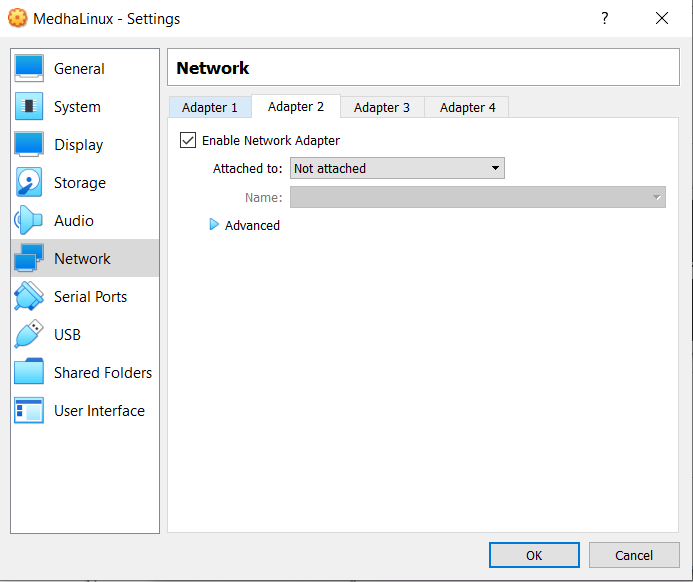 MedhaLinux - Settings
?
General
System
Display
Storage
Audio
Network
Serial Ports
USB
Shared Folders
User Interface
Network
Adapter 1 Adapter 2 Adapter 3 Adapter 4
Enable Network Adapter
Attached to: Not attached
Name:
Advanced
OK Cancel